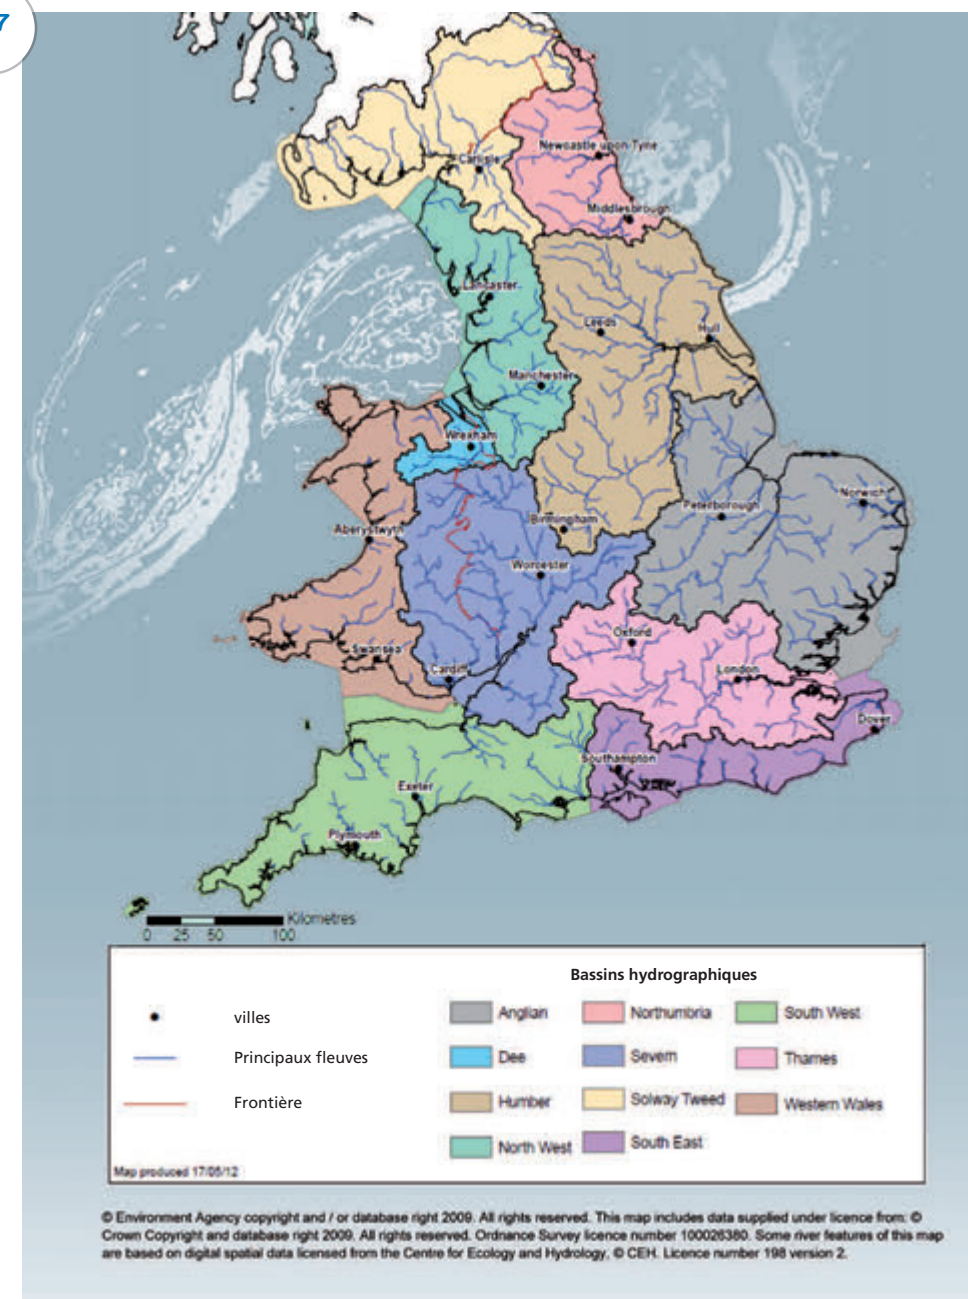 7
Newcastle upon Tyne
Carlisle
Middlesbrough
Lancaster
Leeds
Hull
Manchester
Wrexham
Peterborough
Norwich
Birmingham
Aberystwyth
Worcester
Oxford
Swansea
Cardiff
London
Dover
Southampton
Exeter
Plymouth
Kilometres
0 25 50 100
Bassins hydrographiques
villes
Principaux fleuves
Frontière
Anglian
Northumbria
South West
Dee
Severn
Thames
Humber
Solway Tweed
Western Wales
North West
South East
Map produced 17/05/12
© Environment Agency copyright and / or database right 2009. All rights reserved. This map includes data supplied under licence from: ©
Crown Copyright and database right 2009. All rights reserved. Ordnance Survey licence number 100026380. Some river features of this map
are based on digital spatial data licensed from the Centre for Ecology and Hydrology, © CEH. Licence number 198 version 2.